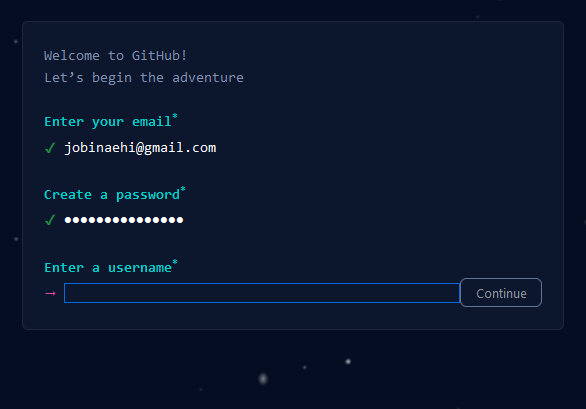 Welcome to GitHub!
Let’s begin the adventure
Enter your email*
✓ jobinaehi@gmail.com
Create a password*
✓ •••••••••••••••
Enter a username*
→
Continue